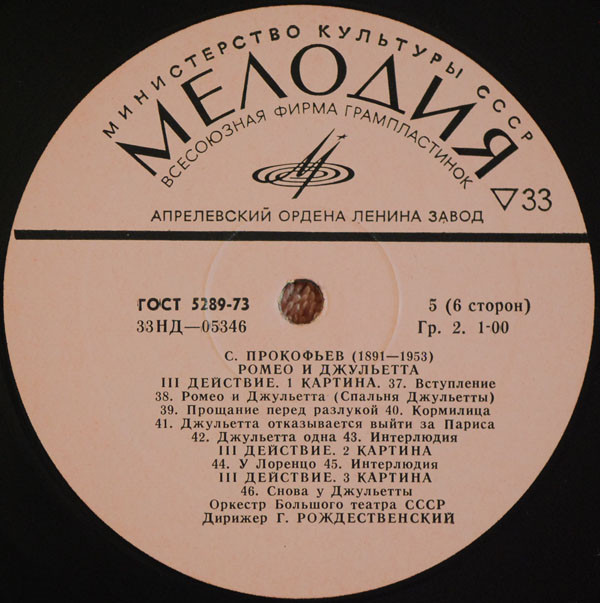 МИНИСТЕРСТВО КУЛЬТУРЫ СССР
МЕЛОДИЯ
ВСЕСОЮЗНАЯ ФИРМА ГРАМПЛАСТИНОК
АПРЕЛЕВСКИЙ ОРДЕНА ЛЕНИНА ЗАВОД
▽33
ГОСТ 5289-73
5 (6 сторон)
33НД—05346
Гр. 2. 1-00
С. ПРОКОФЬЕВ (1891—1953)
РОМЕО И ДЖУЛЬЕТТА
III ДЕЙСТВИЕ. 1 КАРТИНА. 37. Вступление
38. Ромео и Джульетта (Спальня Джульетты)
39. Прощание перед разлукой 40. Кормилица
41. Джульетта отказывается выйти за Париса
42. Джульетта одна 43. Интерлюдия
III ДЕЙСТВИЕ. 2 КАРТИНА
44. У Лоренцо 45. Интерлюдия
III ДЕЙСТВИЕ. 3 КАРТИНА
46. Снова у Джульетты
Оркестр Большого театра СССР
Дирижер Г. РОЖДЕСТВЕНСКИЙ